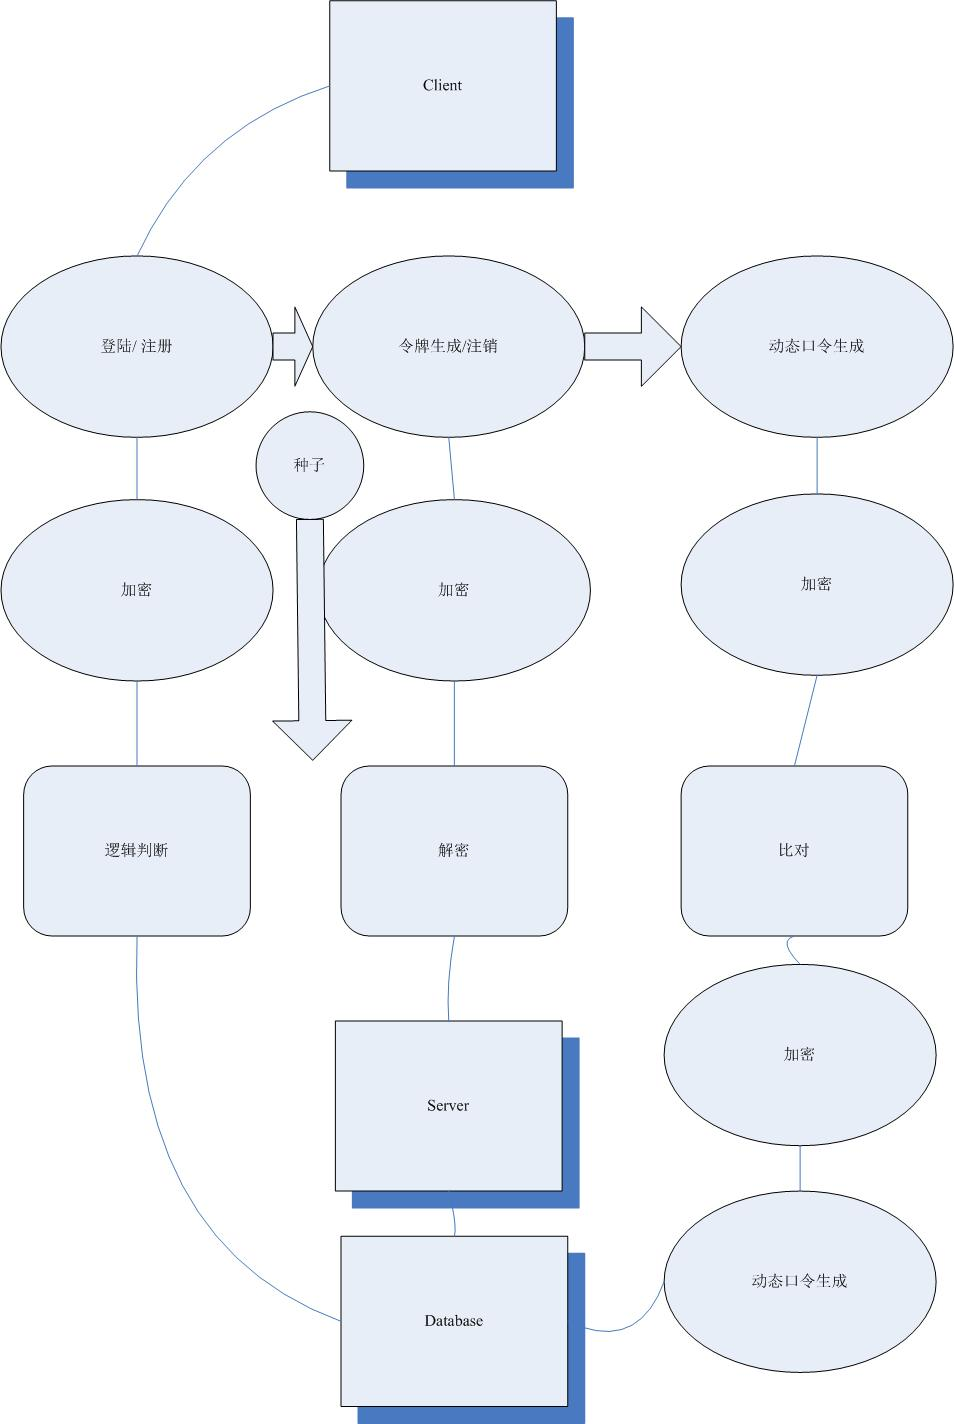 Client
登陆/ 注册
令牌生成/注销
动态口令生成
种子
加密
加密
加密
逻辑判断
解密
比对
加密
Server
动态口令生成
Database